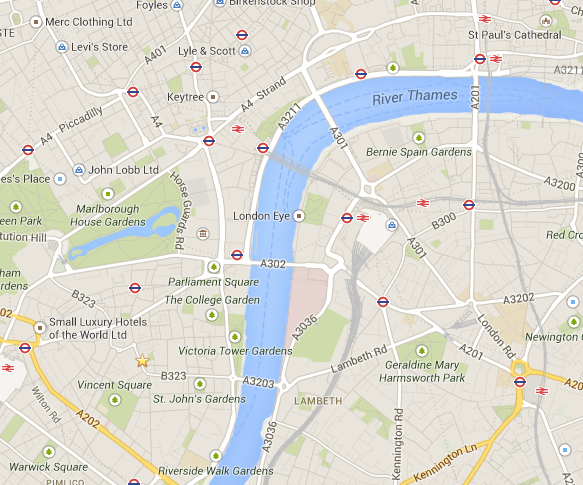 Foyles
Birkenstock Shop
Merc Clothing Ltd
STE
Levi's Store
A401
Lyle & Scott
St Paul's Cathedral
A3211
Keytree
A4 Strand
A3211
River Thames
A201
A4 Piccadilly
A4
A301
Bernie Spain Gardens
John Lobb Ltd
es's Place
A3200
Marlborough
House Gardens
Horse Guards Rd
een Park
London Eye
B300
tution Hill
A301
Red Cro
A302
ham
rdens
Parliament Square
B323
The College Garden
A3202
02
Small Luxury Hotels
of the World Ltd
A3036
London Rd
Newington
Victoria Tower Gardens
Lambeth Rd
A201
Geraldine Mary
Harmsworth Park
B323
A3203
Vincent Square
St. John's Gardens
A20
Wilton Rd
A202
LAMBETH
Kennington Rd
A3036
Kennington Ln
Warwick Square
Riverside Walk Gardens
PIMLICO